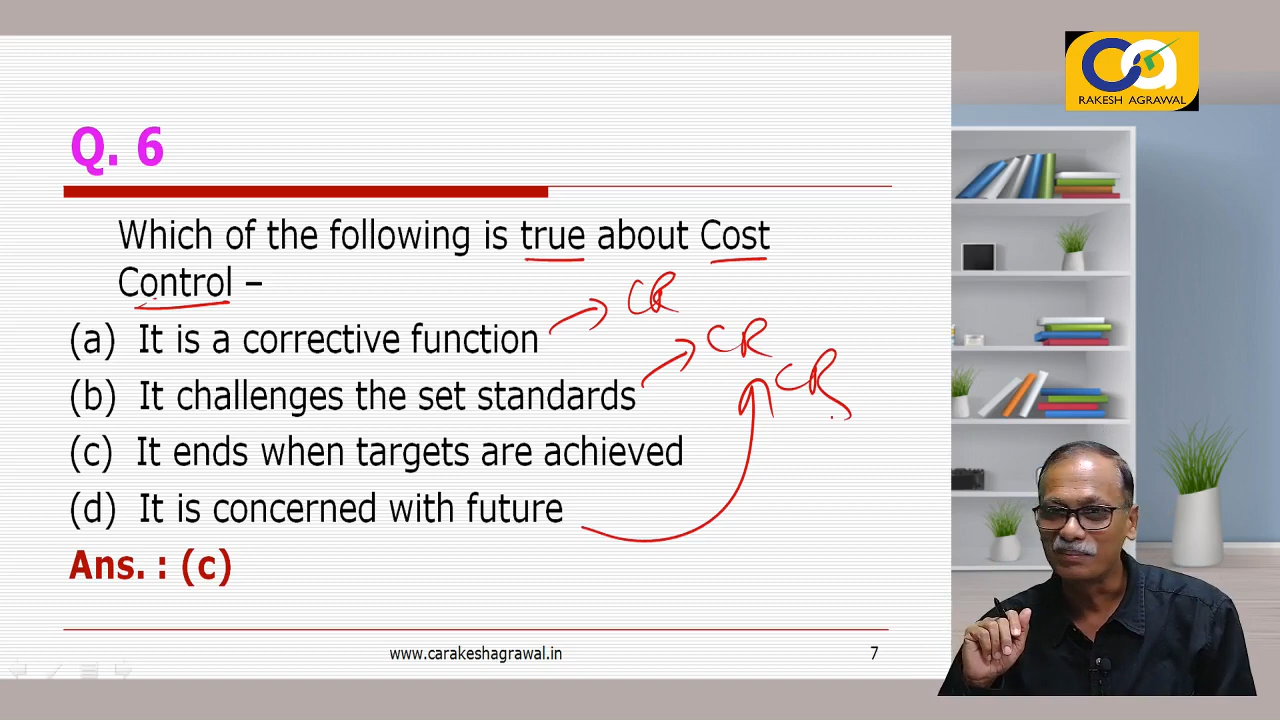 RAKESH AGRAWAL
Q. 6
Which of the following is true about Cost
Control –
CR
(a) It is a corrective function
CR
(b) It challenges the set standards
CR
(c) It ends when targets are achieved
(d) It is concerned with future
Ans. : (c)
www.carakeshagrawal.in
7